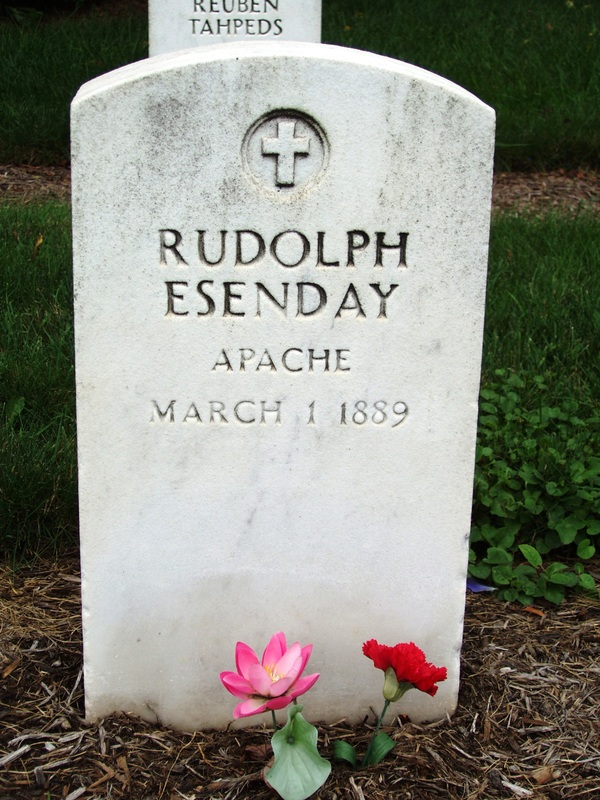 REUBEN
TAHPEDS
RUDOLPH
ESENDAY
APACHE
MARCH 1 1889